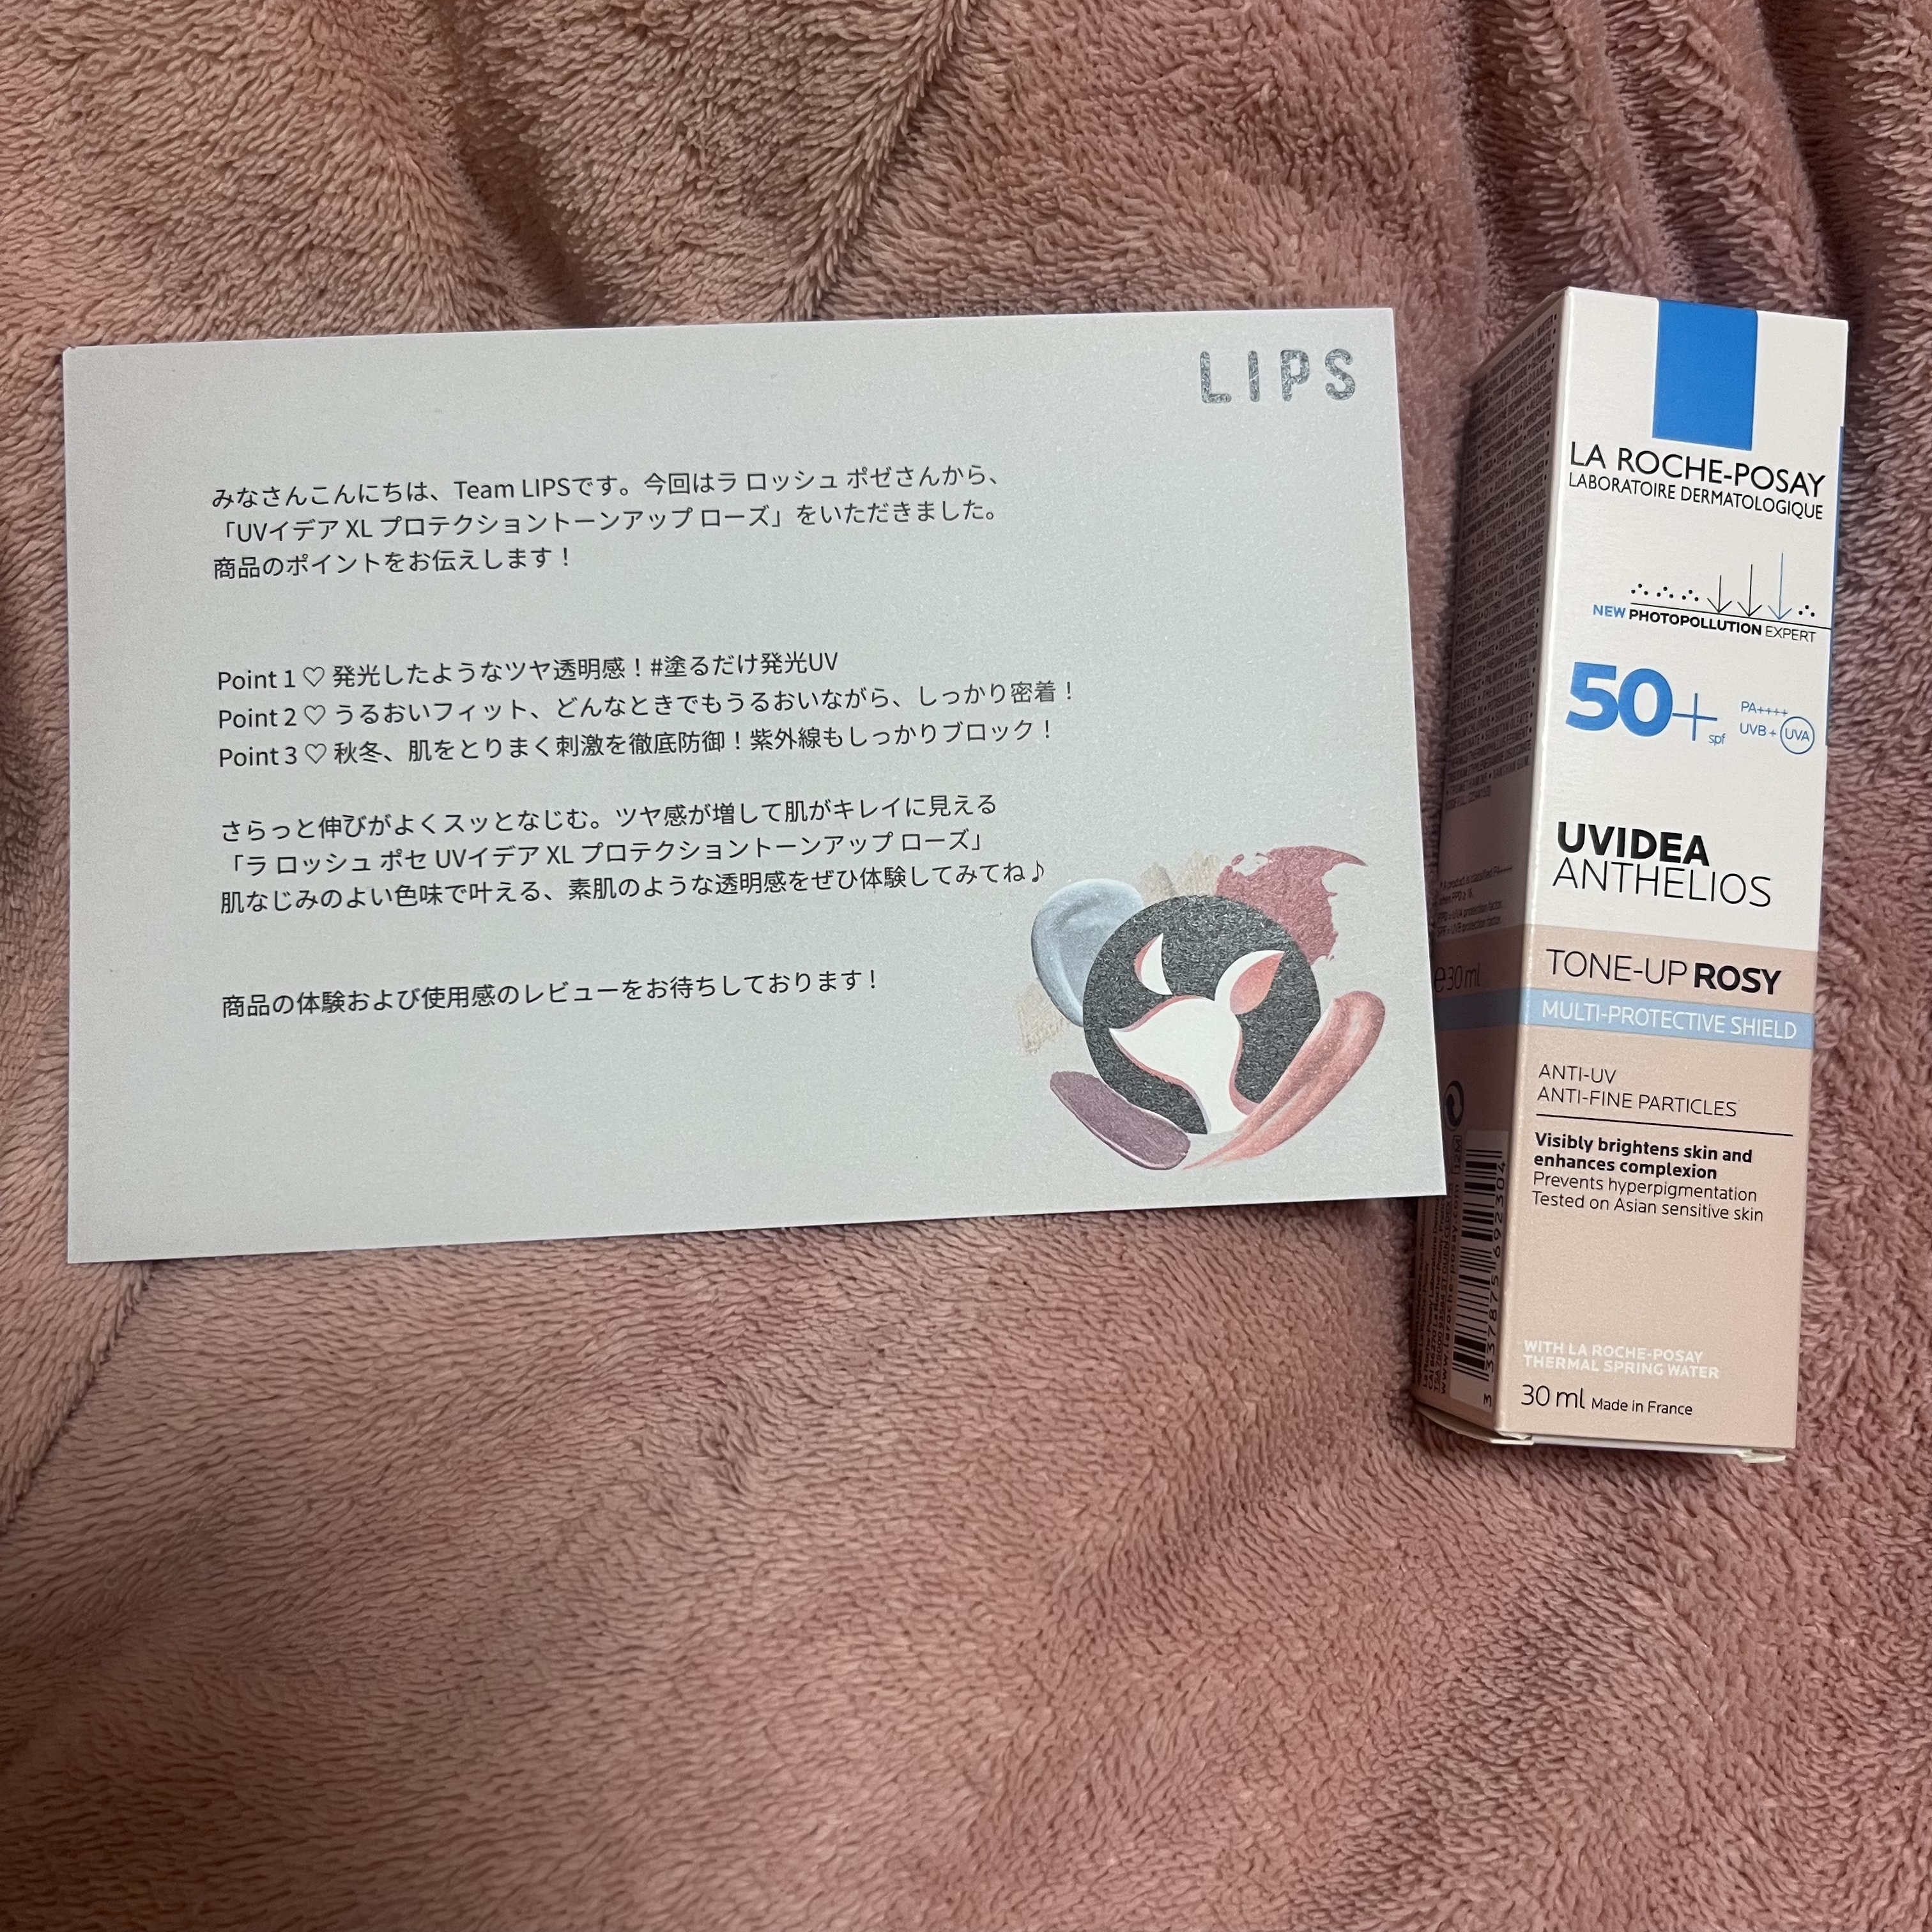 LIPS
みなさんこんにちは、Team LIPSです。今回はラ ロッシュ ポゼさんから、
「UVイデア XL プロテクショントーンアップ ローズ」をいただきました。
商品のポイントをお伝えします！
Point 1 ♡ 発光したようなツヤ透明感！#塗るだけ発光UV
Point 2 ♡ うるおいフィット、どんなときでもうるおいながら、しっかり密着！
Point 3 ♡ 秋冬、肌をとりまく刺激を徹底防御！紫外線もしっかりブロック！
さらっと伸びがよくスッとなじむ。ツヤ感が増して肌がキレイに見える
「ラ ロッシュ ポセ UVイデア XL プロテクショントーンアップ ローズ」
肌なじみのよい色味で叶える、素肌のような透明感をぜひ体験してみてね♪
商品の体験および使用感のレビューをお待ちしております！
LA ROCHE-POSAY
LABORATOIRE DERMATOLOGIQUE
NEW PHOTOPOLLUTION EXPERT
50+ spf
PA++++
UVB + UVA
UVIDEA
ANTHELIOS
TONE-UP ROSY
MULTI-PROTECTIVE SHIELD
ANTI-UV
ANTI-FINE PARTICLES
Visibly brightens skin and
enhances complexion
Prevents hyperpigmentation
Tested on Asian sensitive skin
WITH LA ROCHE-POSAY
THERMAL SPRING WATER
30 ml Made in France
e 30 ml
12M
3 337875 692304